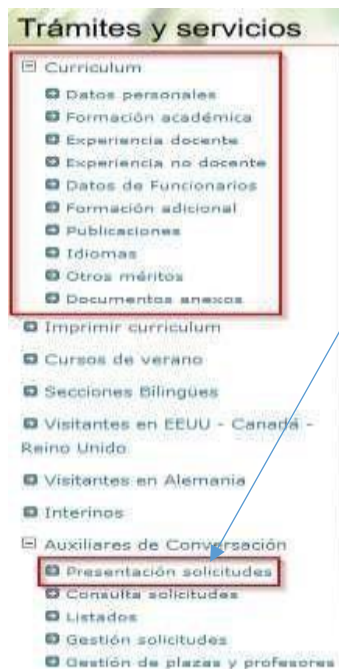 Trámites y servicios
Curriculum
Datos personales
Formación académica
Experiencia docente
Experiencia no docente
Datos de Funcionarios
Formación adicional
Publicaciones
Idiomas
Otros méritos
Documentos anexos
Imprimir curriculum
Cursos de verano
Secciones Bilingües
Visitantes en EEUU - Canadá -
Reino Unido
Visitantes en Alemania
Interinos
Auxiliares de Conversación
Presentación solicitudes
Consulta solicitudes
Listados
Gestión solicitudes
Gestión de plazas y profesores